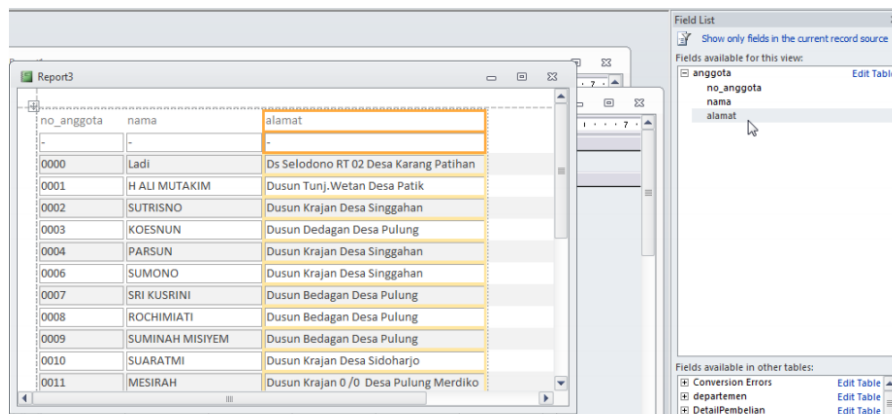 Field List
Show only fields in the current record source
Fields available for this view:
anggota Edit Tabl
no_anggota
nama
alamat
Report3
no_anggota nama alamat
- - -
0000 Ladi Ds Selodono RT 02 Desa Karang Patihan
0001 H ALI MUTAKIM Dusun Tunj.Wetan Desa Patik
0002 SUTRISNO Dusun Krajan Desa Singgahan
0003 KOESNUN Dusun Dedagan Desa Pulung
0004 PARSUN Dusun Krajan Desa Singgahan
0006 SUMONO Dusun Krajan Desa Singgahan
0007 SRI KUSRINI Dusun Bedagan Desa Pulung
0008 ROCHIMIATI Dusun Bedagan Desa Pulung
0009 SUMINAH MISIYEM Dusun Bedagan Desa Pulung
0010 SUARATMI Dusun Krajan Desa Sidoharjo
0011 MESIRAH Dusun Krajan 0 /0 Desa Pulung Merdiko
7
7
Fields available in other tables:
Conversion Errors Edit Table
departemen Edit Table
DetailPembelian Edit Table